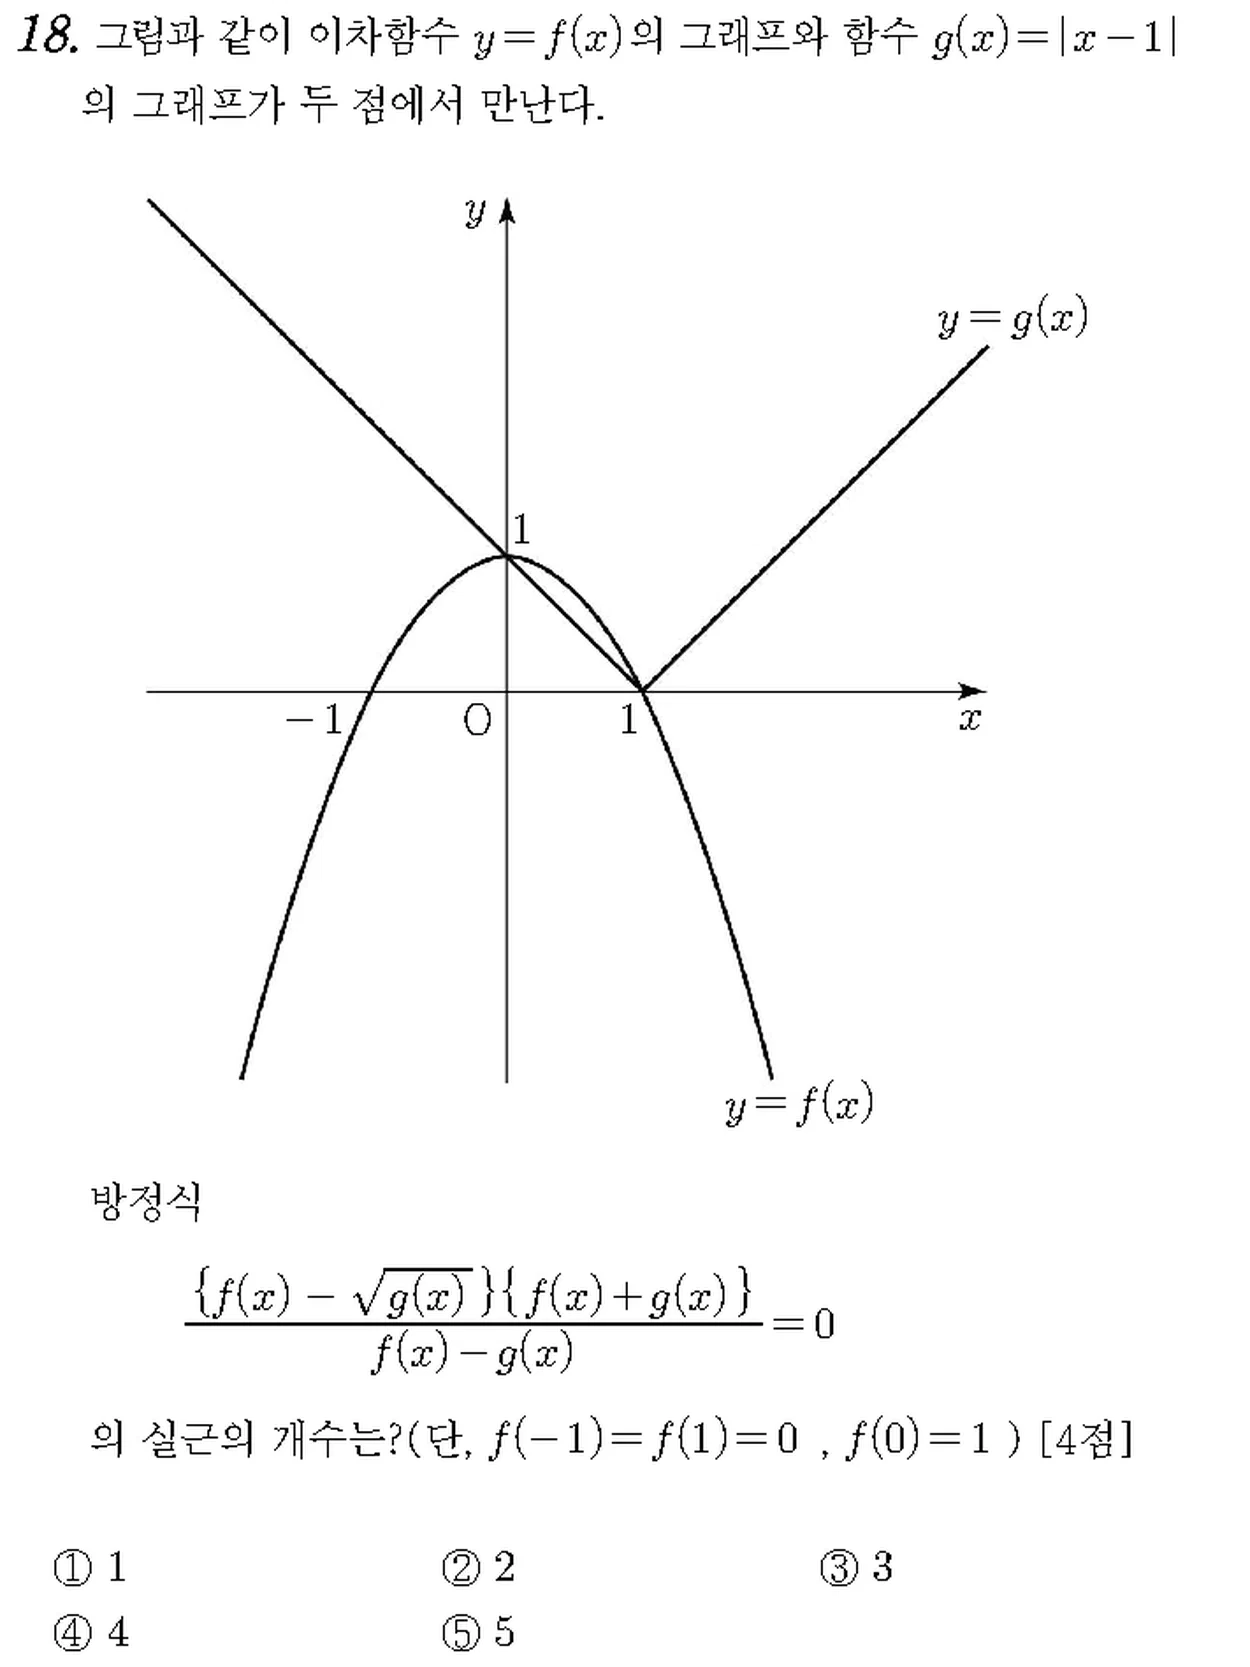 18. 그림과 같이 이차함수 y=f(x)의 그래프와 함수 g(x)=|x-1|
의 그래프가 두 점에서 만난다.
y
y=g(x)
1
-1 O 1 x
y=f(x)
방정식
{f(x)-√g(x)}{f(x)+g(x)}
f(x)-g(x) =0
의 실근의 개수는?(단, f(-1)=f(1)=0 , f(0)=1 ) [4점]
① 1 ② 2 ③ 3
④ 4 ⑤ 5